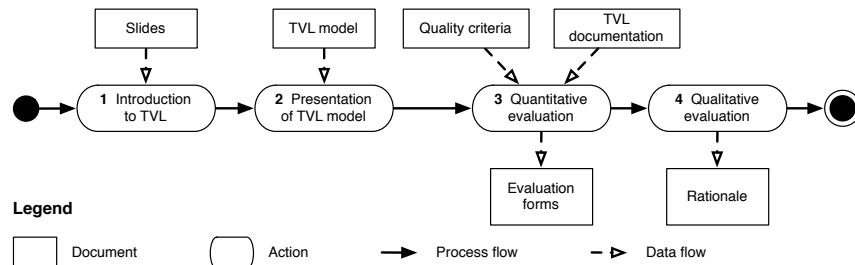 Slides
TVL model
Quality criteria
TVL
documentation
1 Introduction
to TVL
2 Presentation
of TVL model
3 Quantitative
evaluation
4 Qualitative
evaluation
Evaluation
forms
Rationale
Legend
Document
Action
Process flow
Data flow